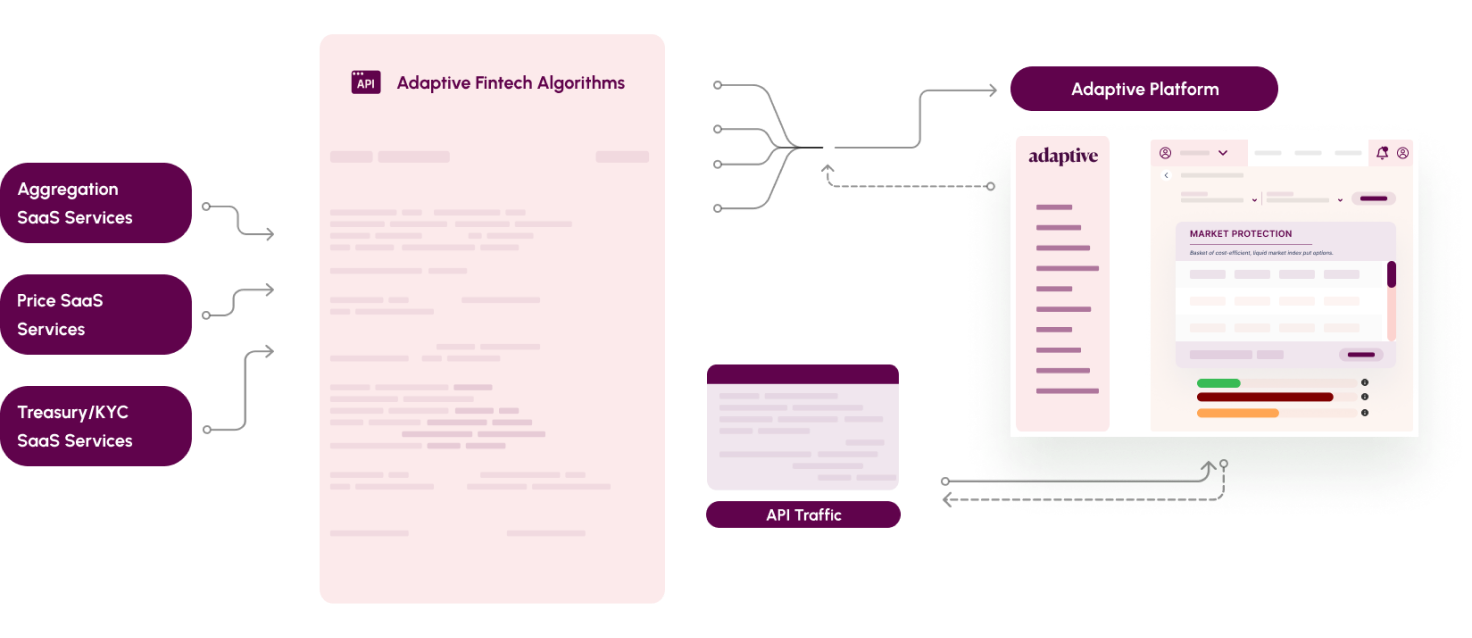 API
Adaptive Fintech Algorithms
Aggregation
SaaS Services
Price SaaS
Services
Treasury/KYC
SaaS Services
Adaptive Platform
adaptive
MARKET PROTECTION
Basket of cost-efficient, liquid market index put options.
API Traffic